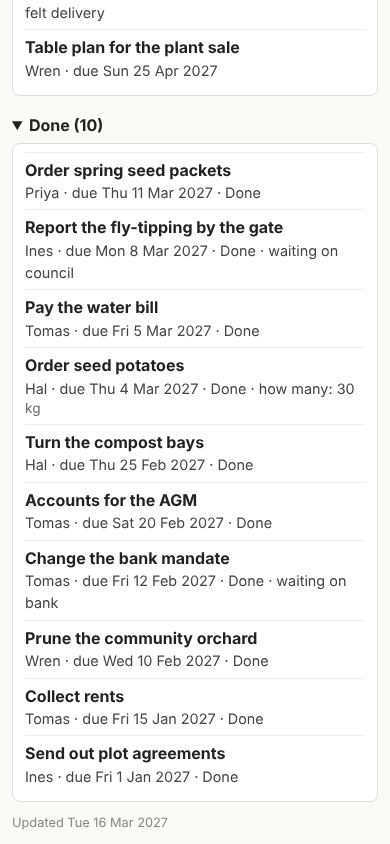 felt delivery
Table plan for the plant sale
Wren · due Sun 25 Apr 2027
▼ Done (10)
Order spring seed packets
Priya · due Thu 11 Mar 2027 · Done
Report the fly-tipping by the gate
Ines · due Mon 8 Mar 2027 · Done · waiting on
council
Pay the water bill
Tomas · due Fri 5 Mar 2027 · Done
Order seed potatoes
Hal · due Thu 4 Mar 2027 · Done · how many: 30
kg
Turn the compost bays
Hal · due Thu 25 Feb 2027 · Done
Accounts for the AGM
Tomas · due Sat 20 Feb 2027 · Done
Change the bank mandate
Tomas · due Fri 12 Feb 2027 · Done · waiting on
bank
Prune the community orchard
Wren · due Wed 10 Feb 2027 · Done
Collect rents
Tomas · due Fri 15 Jan 2027 · Done
Send out plot agreements
Ines · due Fri 1 Jan 2027 · Done
Updated Tue 16 Mar 2027